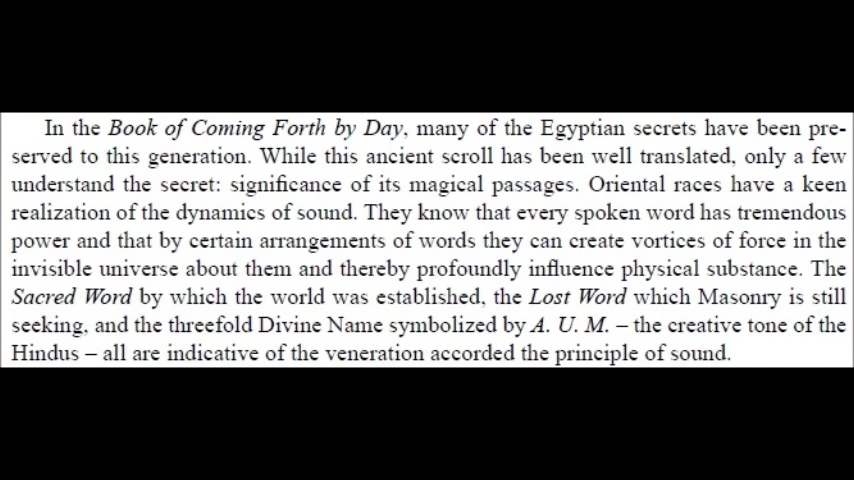 In the Book of Coming Forth by Day, many of the Egyptian secrets have been pre-
served to this generation. While this ancient scroll has been well translated, only a few
understand the secret: significance of its magical passages. Oriental races have a keen
realization of the dynamics of sound. They know that every spoken word has tremendous
power and that by certain arrangements of words they can create vortices of force in the
invisible universe about them and thereby profoundly influence physical substance. The
Sacred Word by which the world was established, the Lost Word which Masonry is still
seeking, and the threefold Divine Name symbolized by A. U. M. – the creative tone of the
Hindus – all are indicative of the veneration accorded the principle of sound.